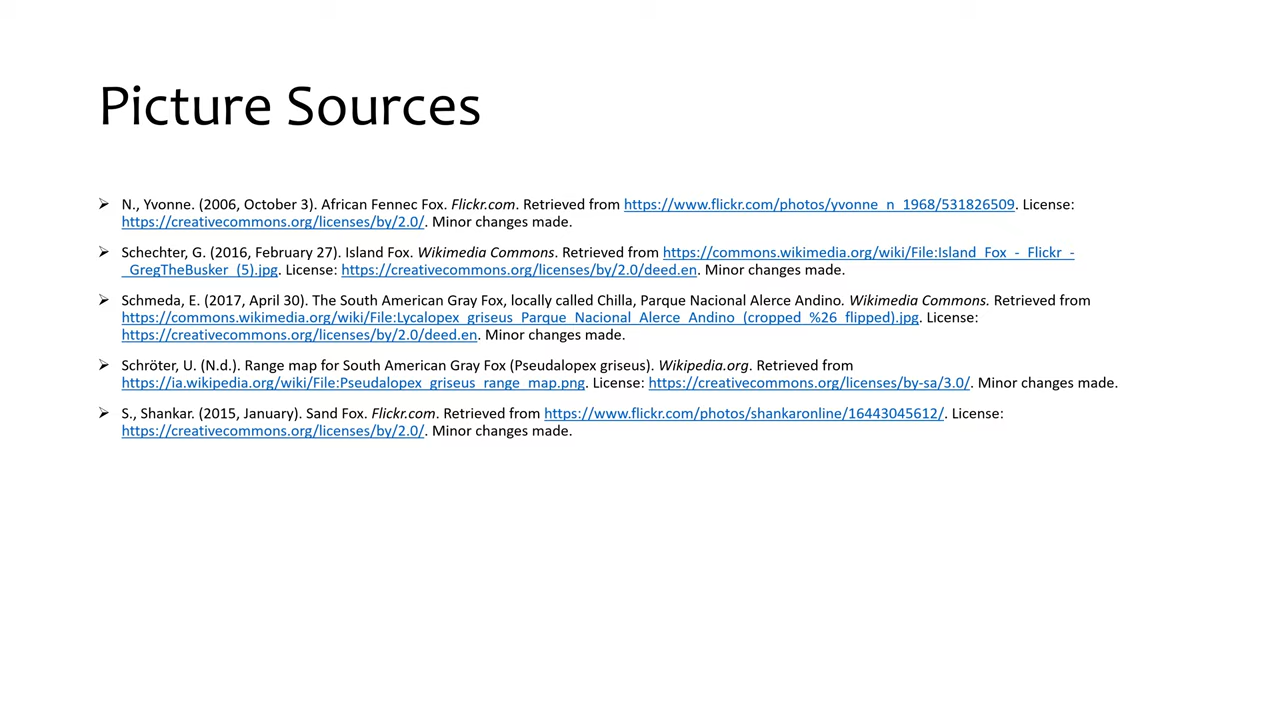 Picture Sources
➢ N., Yvonne. (2006, October 3). African Fennec Fox. Flickr.com. Retrieved from https://www.flickr.com/photos/yvonne_n_1968/531826509. License:
https://creativecommons.org/licenses/by/2.0/. Minor changes made.
➢ Schechter, G. (2016, February 27). Island Fox. Wikimedia Commons. Retrieved from https://commons.wikimedia.org/wiki/File:Island_Fox_-_Flickr_-
_GregTheBusker_(5).jpg. License: https://creativecommons.org/licenses/by/2.0/deed.en. Minor changes made.
➢ Schmeda, E. (2017, April 30). The South American Gray Fox, locally called Chilla, Parque Nacional Alerce Andino. Wikimedia Commons. Retrieved from
https://commons.wikimedia.org/wiki/File:Lycalopex_griseus_Parque_Nacional_Alerce_Andino_(cropped_%26_flipped).jpg. License:
https://creativecommons.org/licenses/by/2.0/deed.en. Minor changes made.
➢ Schröter, U. (N.d.). Range map for South American Gray Fox (Pseudalopex griseus). Wikipedia.org. Retrieved from
https://ia.wikipedia.org/wiki/File:Pseudalopex_griseus_range_map.png. License: https://creativecommons.org/licenses/by-sa/3.0/. Minor changes made.
➢ S., Shankar. (2015, January). Sand Fox. Flickr.com. Retrieved from https://www.flickr.com/photos/shankaronline/16443045612/. License:
https://creativecommons.org/licenses/by/2.0/. Minor changes made.